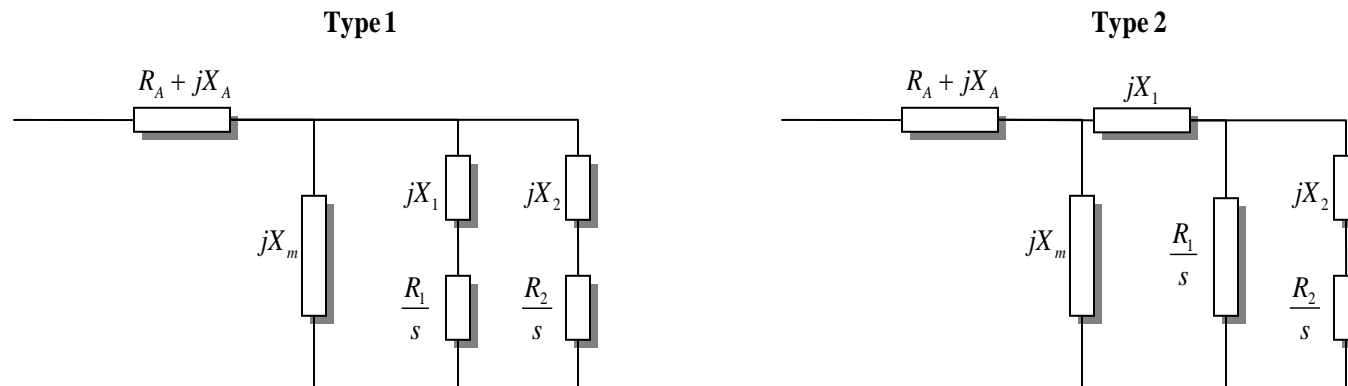 Type 1
R_A + jX_A
jX_1
jX_2
jX_m
R_1/s
R_2/s
Type 2
R_A + jX_A
jX_1
jX_2
jX_m
R_1/s
R_2/s